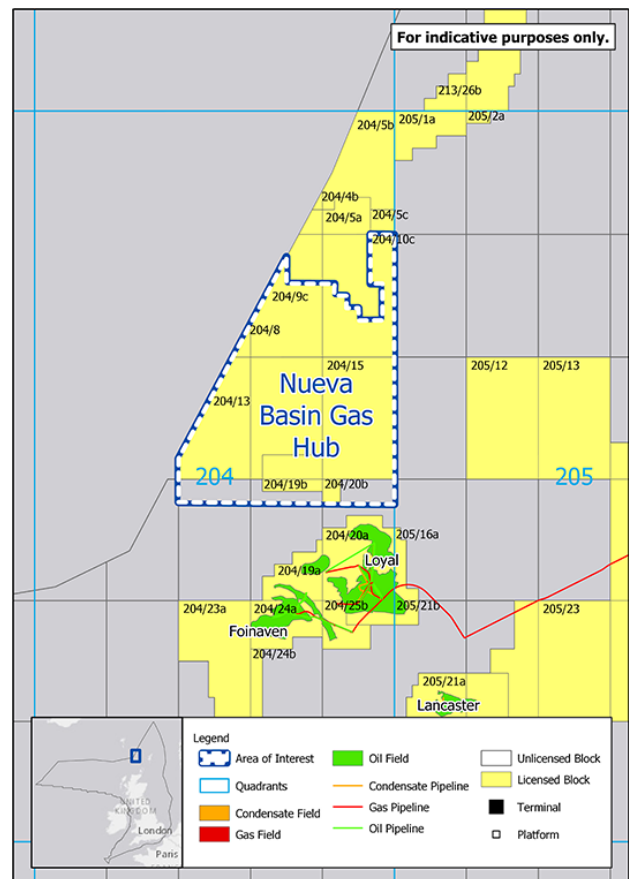 For indicative purposes only.
213/26b
204/5b
205/1a
205/2a
204/4b
204/5a
204/5c
204/10c
204/9c
204/8
204/15
205/12
205/13
Nueva
204/13
Basin Gas
Hub
204
205
204/19b
204/20b
204/20a
205/16a
Loyal
204/19a
204/23a
204/24a
204/25b
205/21b
205/23
Foinaven
204/24b
205/21a
Lancaster
UNITED
KINGDOM
London
Paris
Legend
Area of Interest
Quadrants
Condensate Field
Gas Field
Oil Field
Condensate Pipeline
Gas Pipeline
Oil Pipeline
Unlicensed Block
Licensed Block
Terminal
Platform